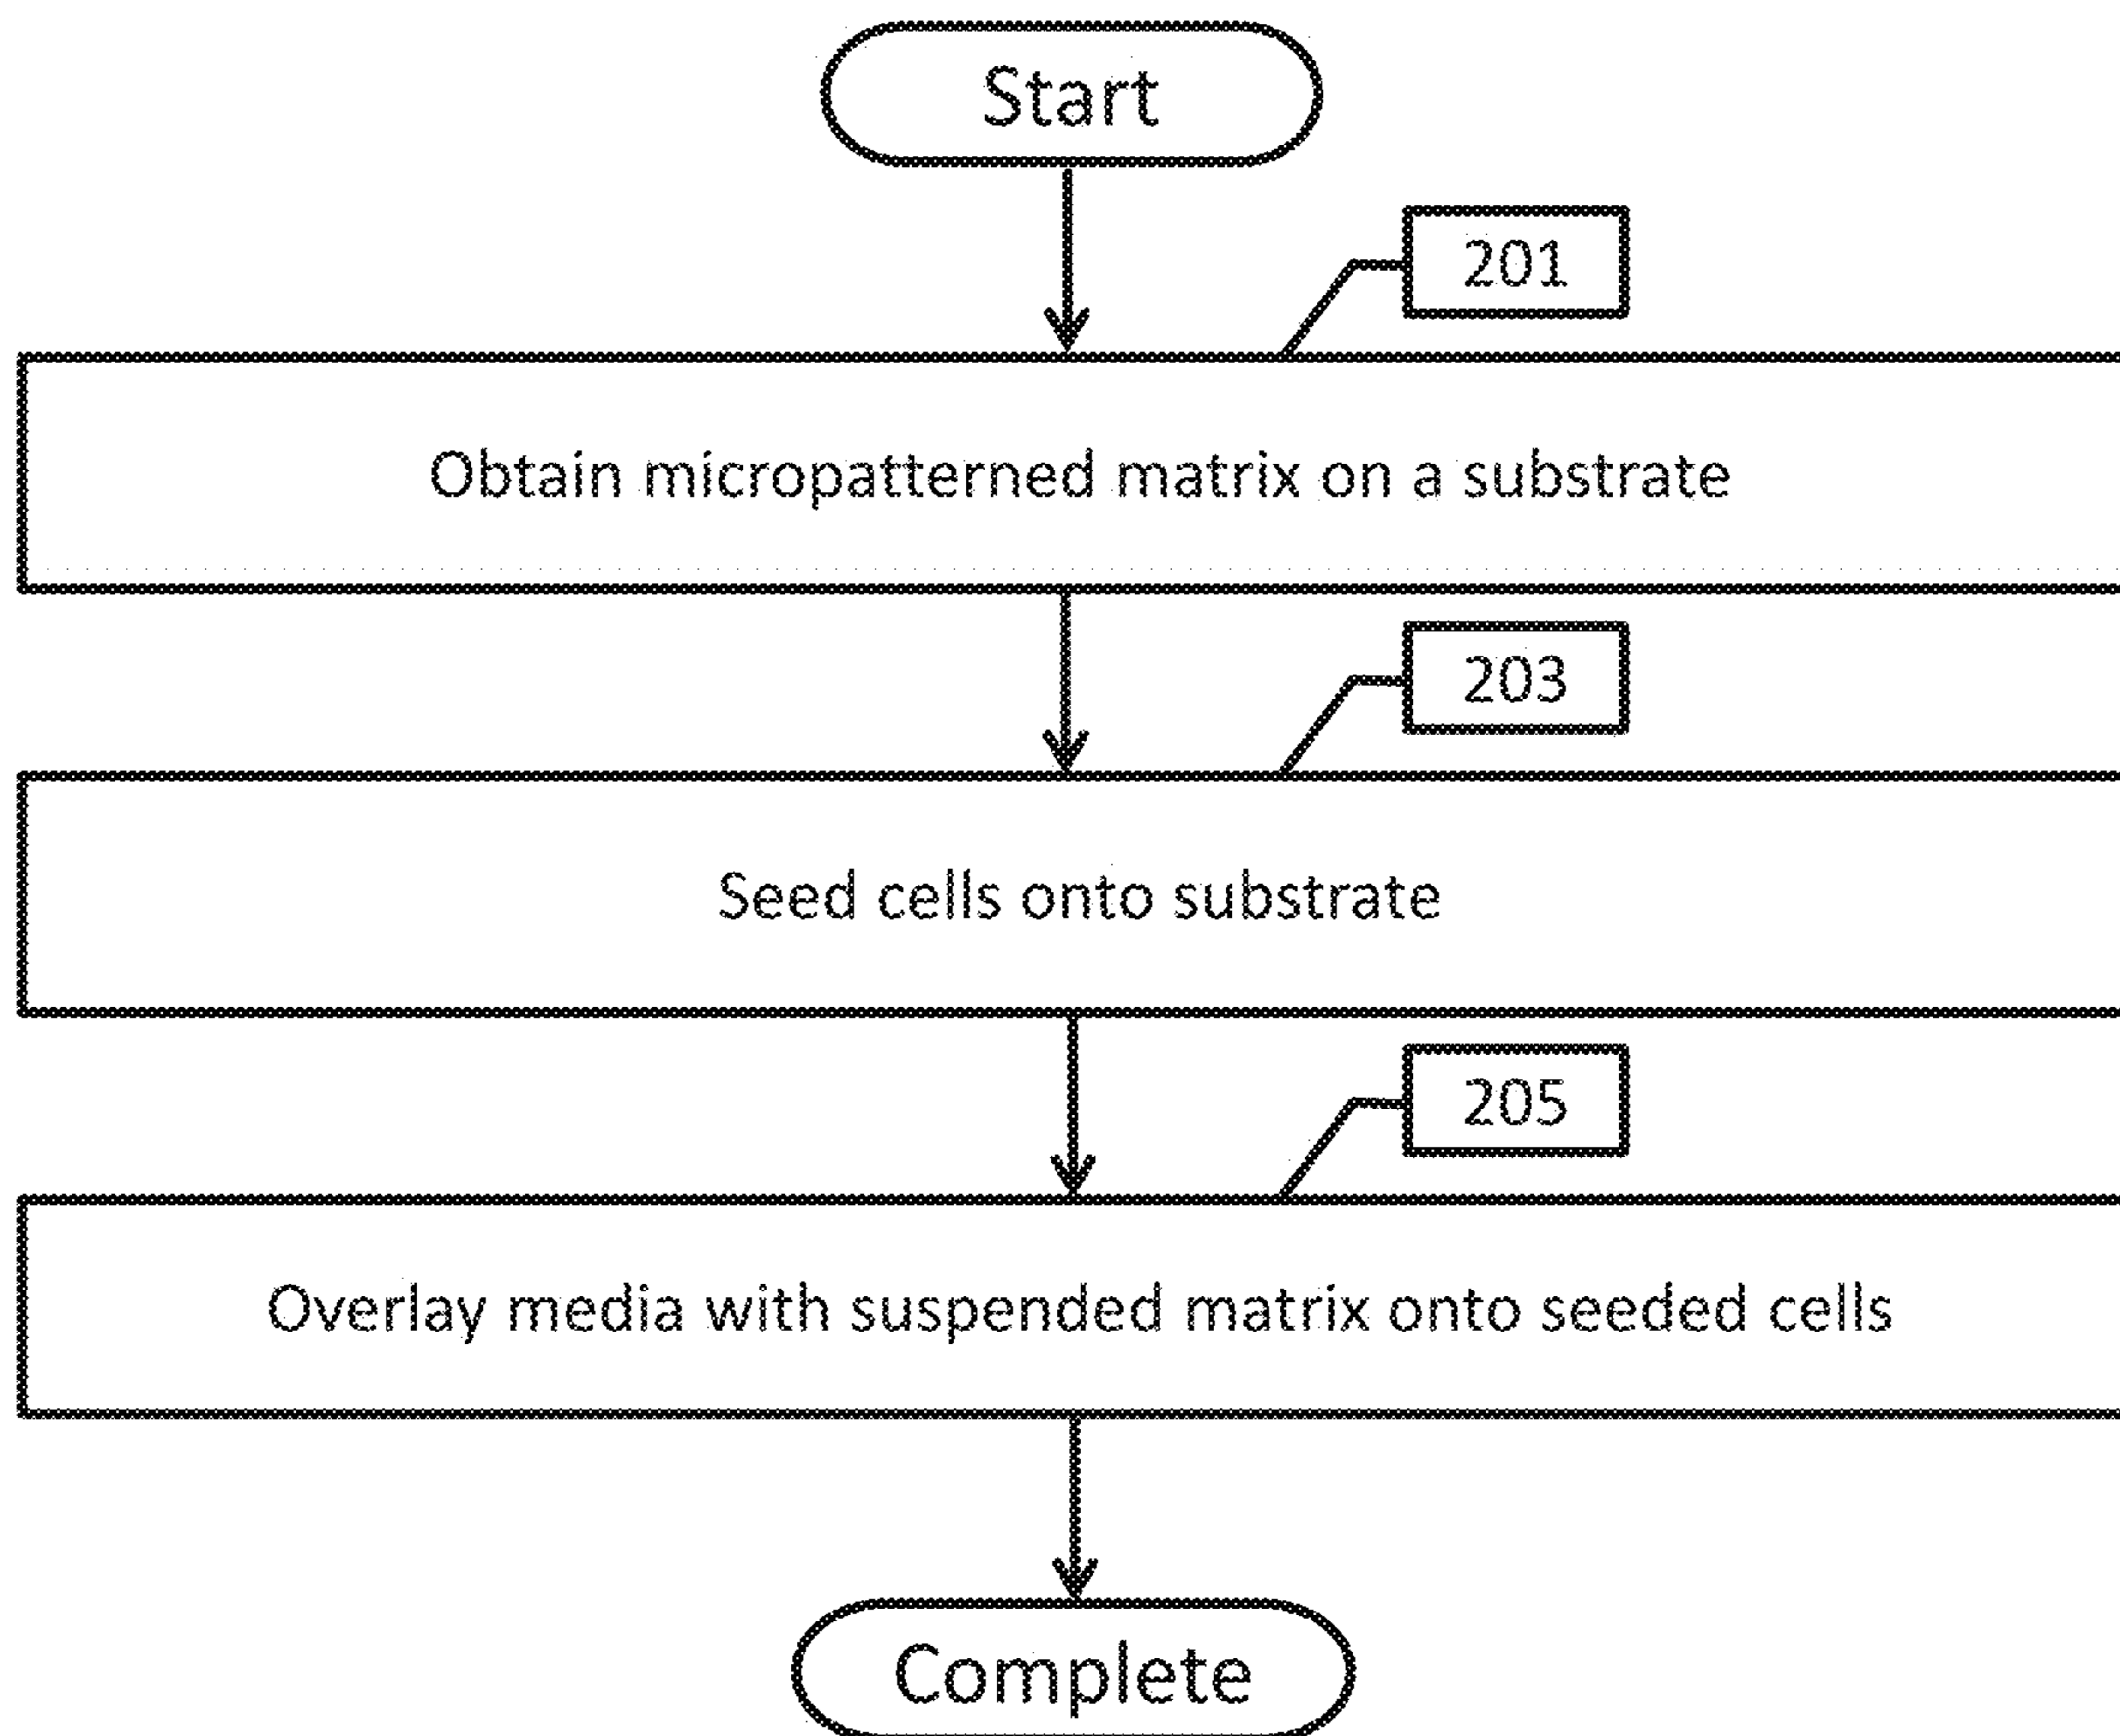 Start
201
Obtain micropatterned matrix on a substrate
203
Seed cells onto substrate
205
Overlay media with suspended matrix onto seeded cells
Complete